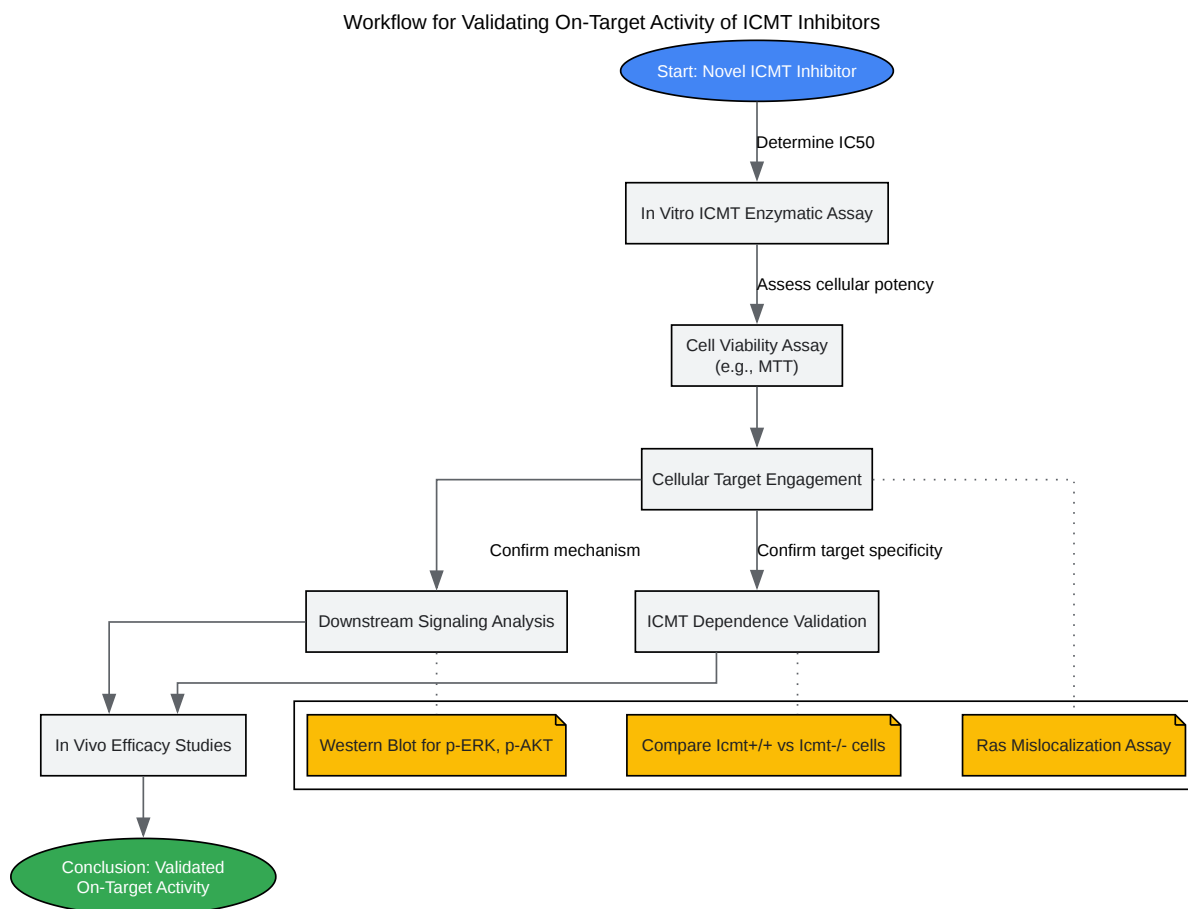 Workflow for Validating On-Target Activity of ICMT Inhibitors
Start: Novel ICMT Inhibitor
Determine IC50
In Vitro ICMT Enzymatic Assay
Assess cellular potency
Cell Viability Assay
(e.g., MTT)
Cellular Target Engagement
Confirm mechanism
Confirm target specificity
Downstream Signaling Analysis
ICMT Dependence Validation
In Vivo Efficacy Studies
Western Blot for p-ERK, p-AKT
Compare Icmt+/+ vs Icmt-/- cells
Ras Mislocalization Assay
Conclusion: Validated
On-Target Activity